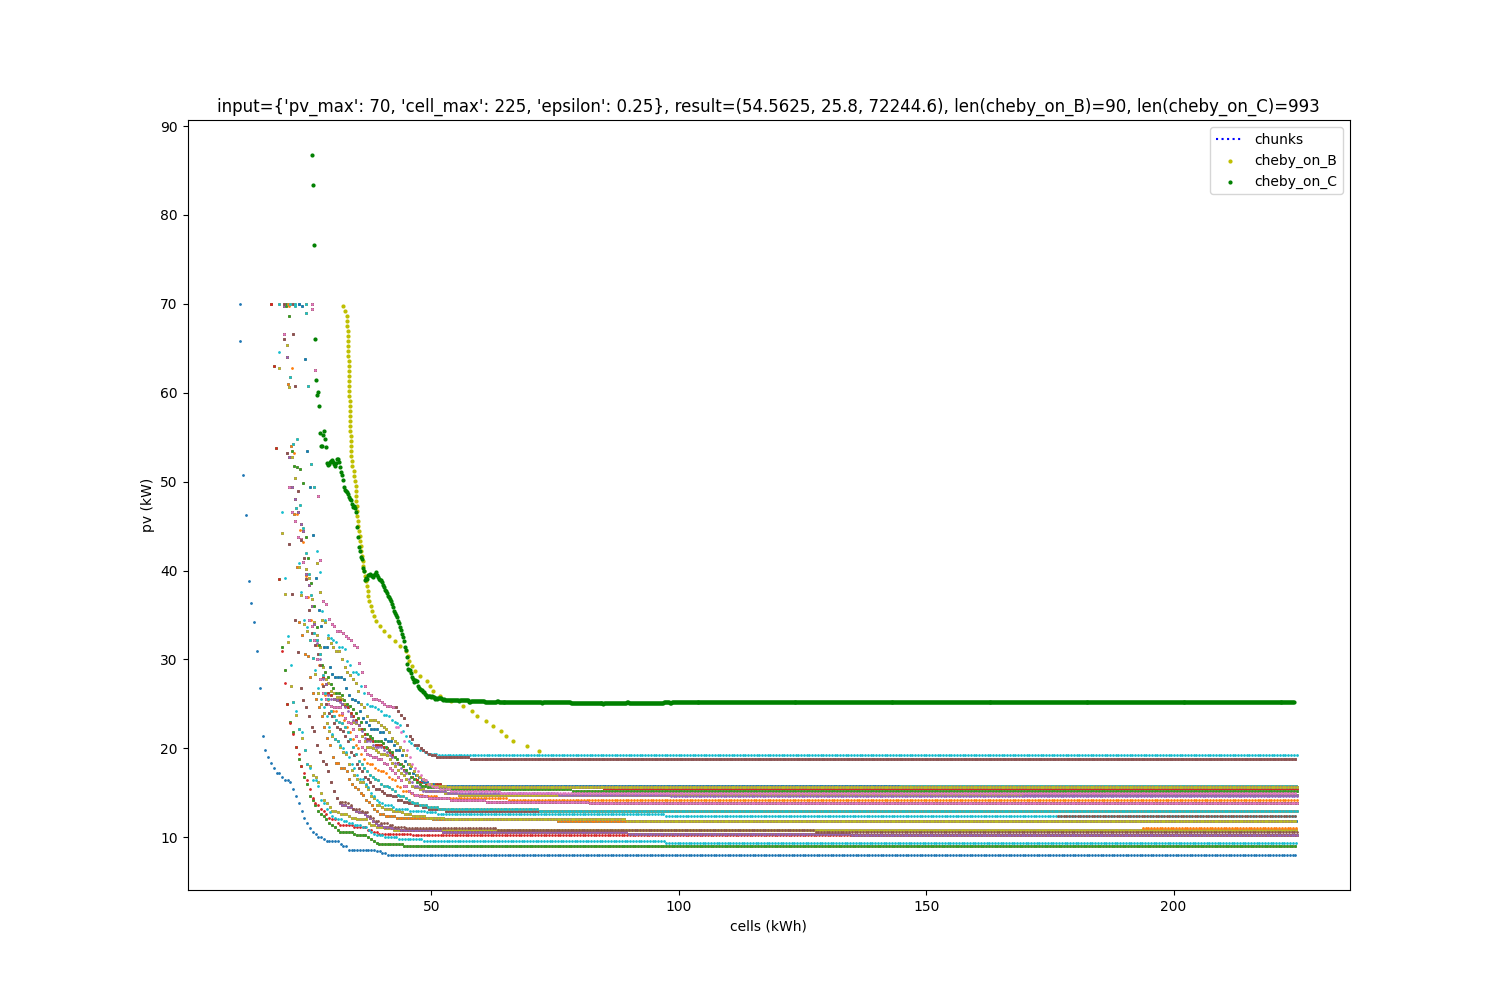 input={'pv_max': 70, 'cell_max': 225, 'epsilon': 0.25}, result=(54.5625, 25.8, 72244.6), len(cheby_on_B)=90, len(cheby_on_C)=993
chunks
cheby_on_B
cheby_on_C
90
80
70
60
50
40
30
20
10
pv (kW)
50 100 150 200
cells (kWh)